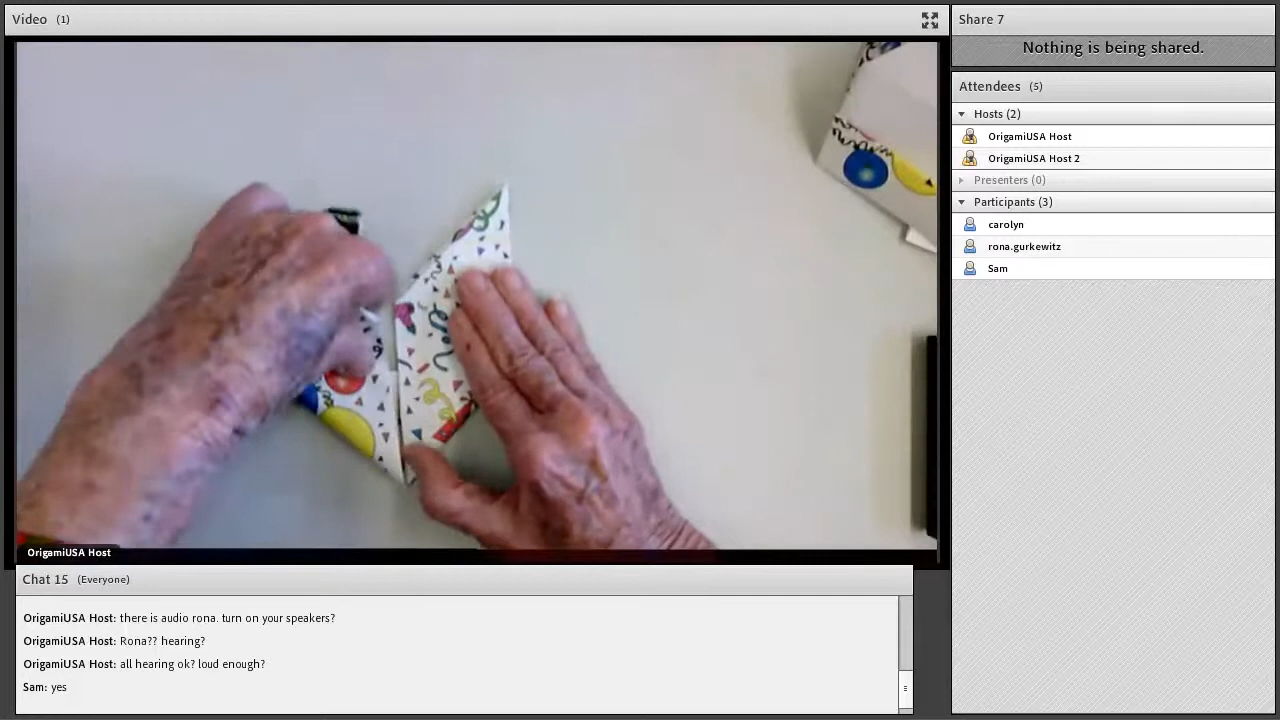 Video (1)
OrigamiUSA Host
Chat 15 (Everyone)
OrigamiUSA Host: there is audio rona. turn on your speakers?
OrigamiUSA Host: Rona?? hearing?
OrigamiUSA Host: all hearing ok? loud enough?
Sam: yes
Share 7
Nothing is being shared.
Attendees (5)
Hosts (2)
OrigamiUSA Host
OrigamiUSA Host 2
Presenters (0)
Participants (3)
carolyn
rona.gurkewitz
Sam